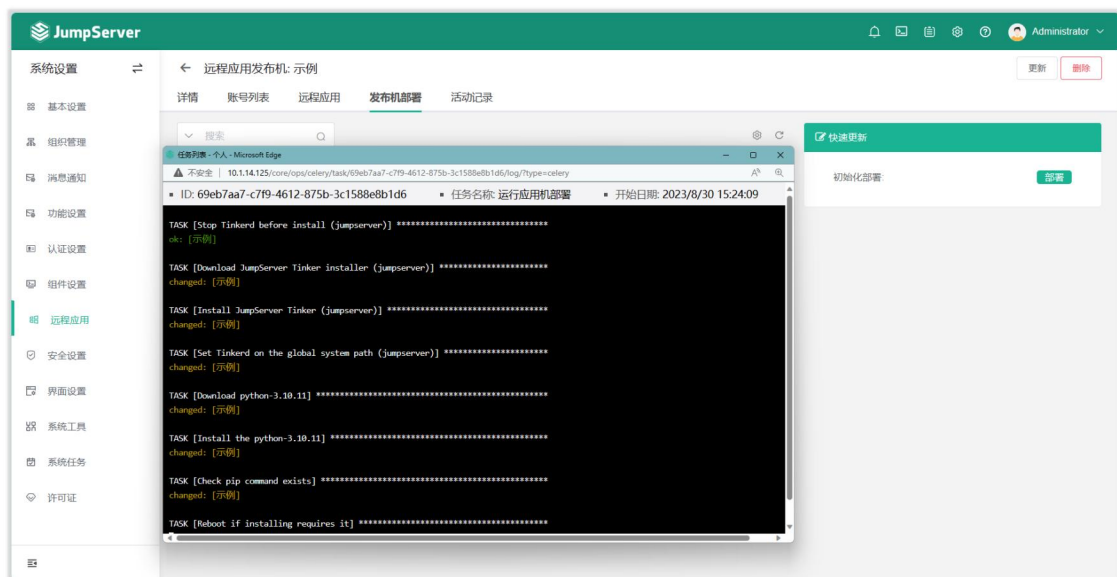 JumpServer
Administrator
系统设置
远程应用发布机: 示例
更新
删除
详情
账号列表
远程应用
发布机部署
活动记录
基本设置
组织管理
消息通知
功能设置
认证设置
组件设置
远程应用
安全设置
界面设置
系统工具
系统任务
许可证
搜索
快速更新
初始化部署:
部署
任务列表 - 个人 - Microsoft Edge
不安全 | 10.1.14.125/core/ops/celery/task/69eb7aa7-c7f9-4612-875b-3c1588e8b1d6/log/?type=celery
ID: 69eb7aa7-c7f9-4612-875b-3c1588e8b1d6
任务名称: 运行应用机部署
开始日期: 2023/8/30 15:24:09
TASK [Stop Tinkerd before install (jumpserver)] ********************************
ok: [示例]
TASK [Download JumpServer Tinker installer (jumpserver)] ***********************
changed: [示例]
TASK [Install JumpServer Tinker (jumpserver)] **********************************
changed: [示例]
TASK [Set Tinkerd on the global system path (jumpserver)] **********************
changed: [示例]
TASK [Download python-3.10.11] *************************************************
changed: [示例]
TASK [Install the python-3.10.11] **********************************************
changed: [示例]
TASK [Check pip command exists] ************************************************
changed: [示例]
TASK [Reboot if installing requires it] ****************************************